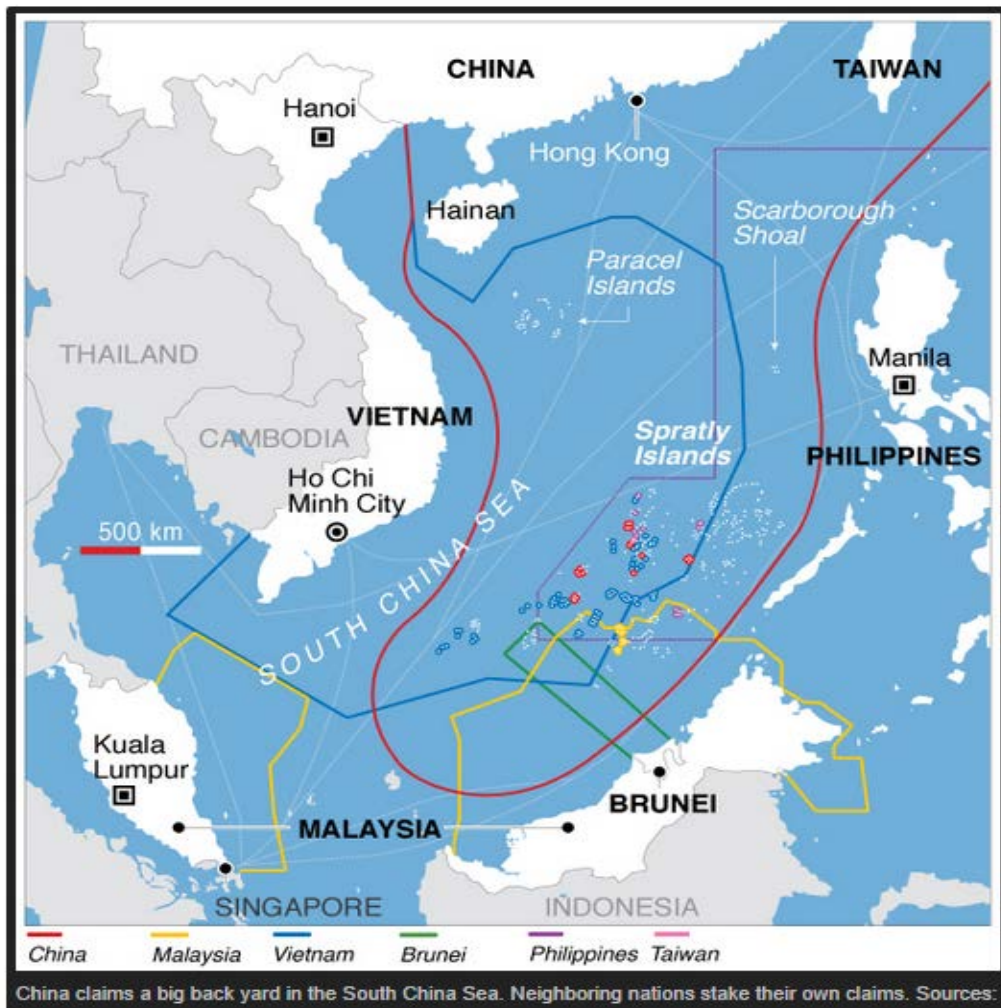 CHINA
TAIWAN
Hanoi
Hong Kong
Hainan
Scarborough
Shoal
Paracel
Islands
THAILAND
Manila
VIETNAM
CAMBODIA
Spratly
Islands
PHILIPPINES
Ho Chi
Minh City
500 km
SOUTH CHINA SEA
Kuala
Lumpur
BRUNEI
MALAYSIA
SINGAPORE
INDONESIA
China
Malaysia
Vietnam
Brunei
Philippines
Taiwan
China claims a big back yard in the South China Sea. Neighboring nations stake their own claims. Sources: